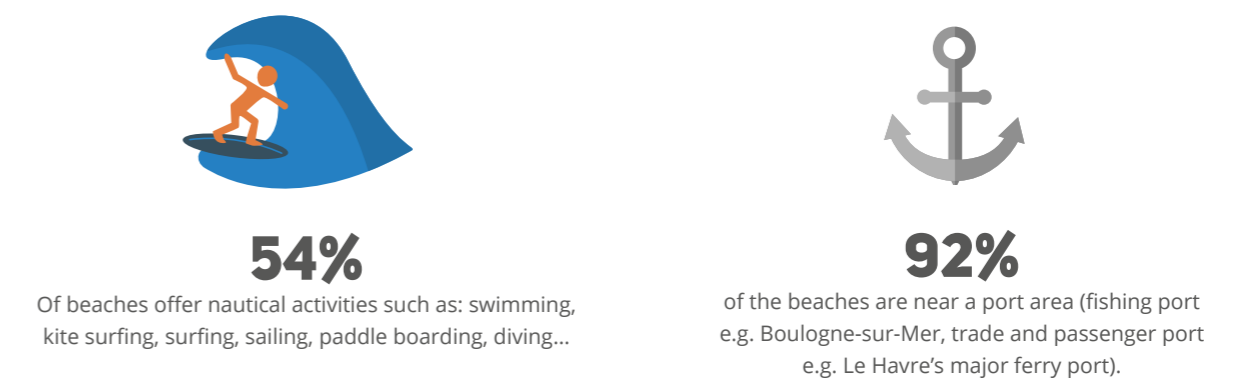 54%
Of beaches offer nautical activities such as: swimming,
kite surfing, surfing, sailing, paddle boarding, diving...
92%
of the beaches are near a port area (fishing port
e.g. Boulogne-sur-Mer, trade and passenger port
e.g. Le Havre's major ferry port).